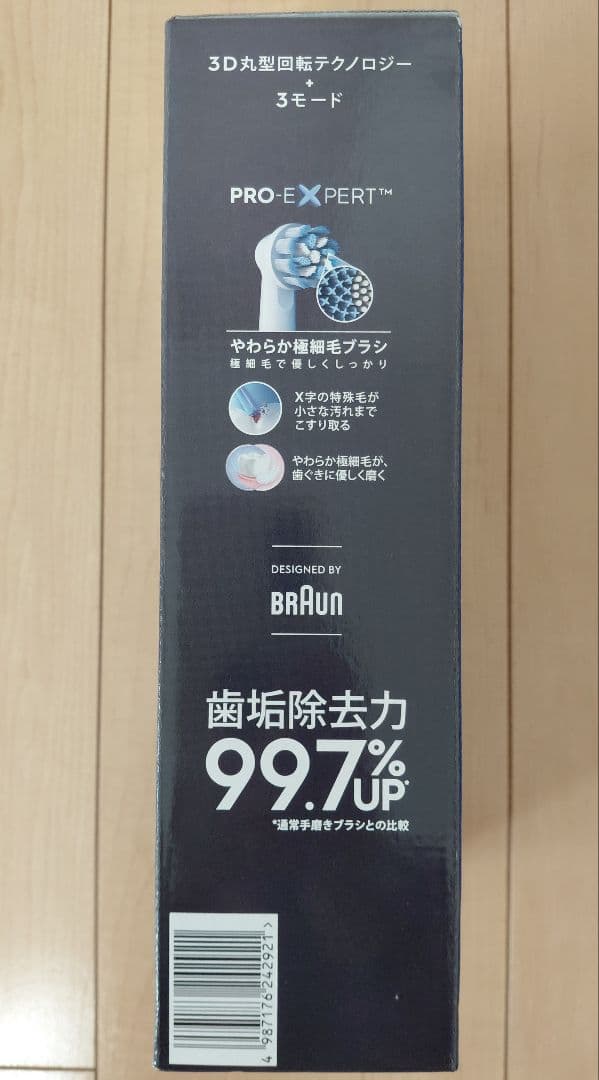 3D丸型回転テクノロジー
+
3モード
PRO-EXPERT™
やわらか極細毛ブラシ
極細毛で優しくしっかり
X字の特殊毛が
小さな汚れまで
こすり取る
やわらか極細毛が、
歯ぐきに優しく磨く
DESIGNED BY
BRAUN
歯垢除去力
99.7%UP*
*通常手磨きブラシとの比較
4 987176 242921 >